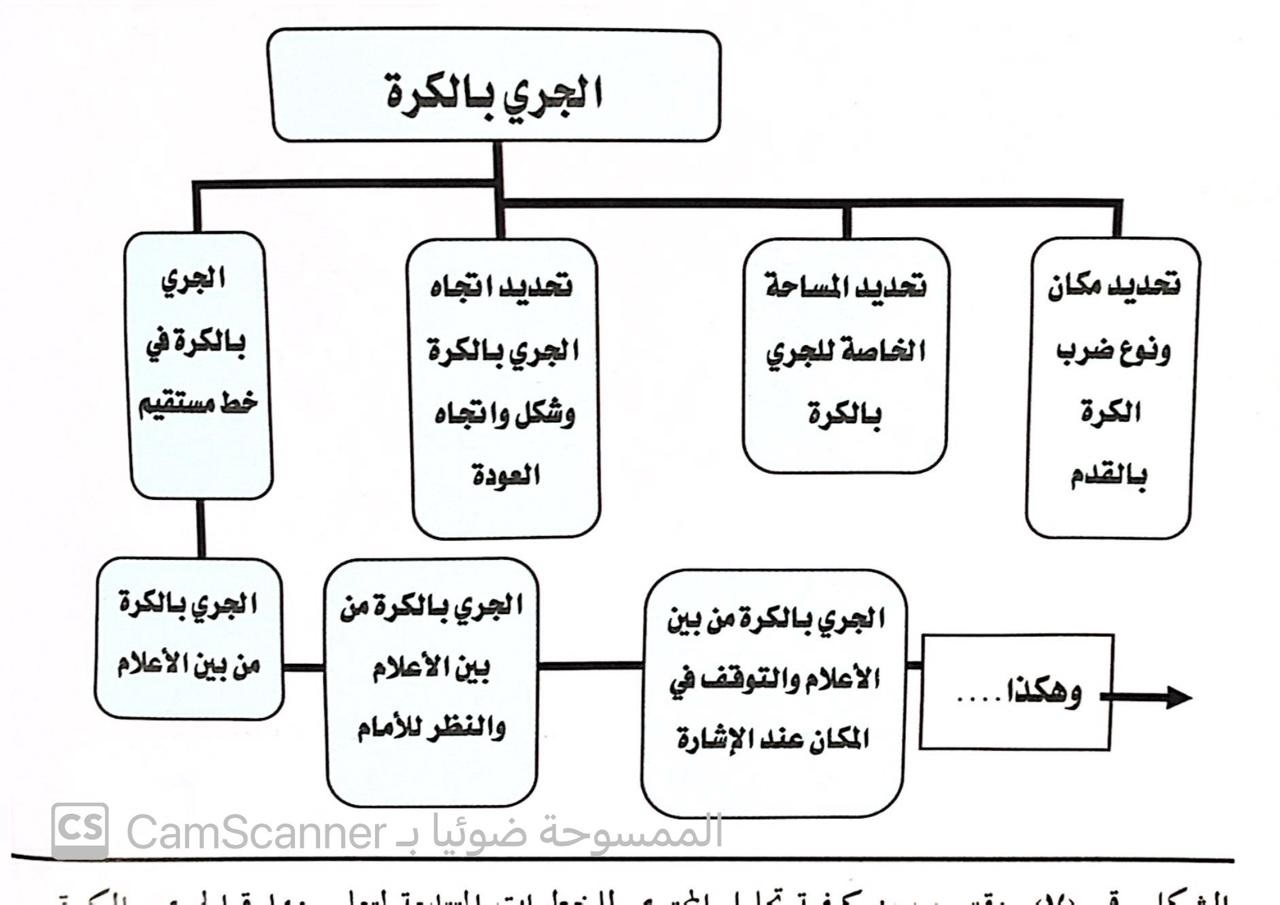 الجري بالكرة
تحديد مكان
ونوع ضرب
الكرة
بالقدم
تحديد المساحة
الخاصة للجري
بالكرة
تحديد اتجاه
الجري بالكرة
وشكل واتجاه
العودة
الجري
بالكرة في
خط مستقيم
الجري بالكرة
من بين الأعلام
الجري بالكرة من
بين الأعلام
والنظر للأمام
الجري بالكرة من بين
الأعلام والتوقف في
المكان عند الإشارة
وهكذا....
CS الممسوحة ضوئيا بـ CamScanner